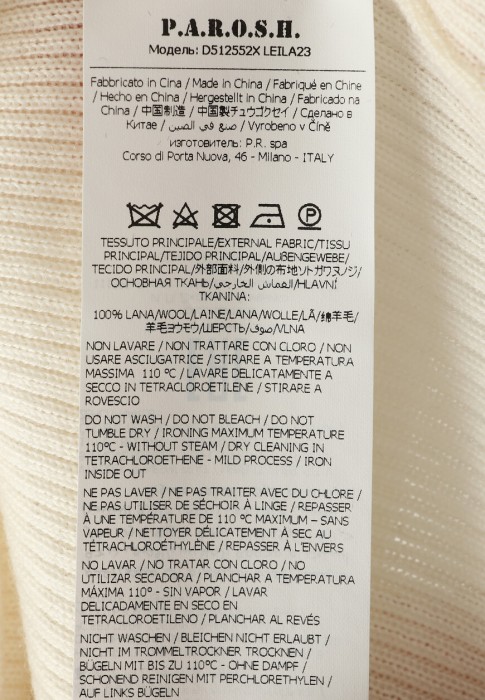 P.A.R.O.S.H.
Модель: D512552X LEILA23
Fabbricato in Cina / Made in China / Fabriqué en Chine
/ Hecho en China / Hergestellt in China / Fabricado na
China / 中国制造 / 中国製チュウゴクセイ / Сделано в
Китае / صنع في الصين / Vyrobeno v Číně
изготовитель: P.R. spa
Corso di Porta Nuova, 46 - Milano - ITALY
TESSUTO PRINCIPALE/EXTERNAL FABRIC/TISSU
PRINCIPAL/TEJIDO PRINCIPAL/AUßENGEWEBE/
TECIDO PRINCIPAL/外部面料/外側の布地ソトガワヌノジ/
ОСНОВНАЯ ТКАНЬ/القماش الخارجي/HLAVNÍ
TKANINA:
100% LANA/WOOL/LAINE/LANA/WOLLE/LÃ/绵羊毛/
羊毛ヨウモウ/ШЕРСТЬ/صوف/VLNA
NON LAVARE / NON TRATTARE CON CLORO / NON
USARE ASCIUGATRICE / STIRARE A TEMPERATURA
MASSIMA 110 °C / LAVARE DELICATAMENTE A
SECCO IN TETRACLOROETILENE / STIRARE A
ROVESCIO
DO NOT WASH / DO NOT BLEACH / DO NOT
TUMBLE DRY / IRONING MAXIMUM TEMPERATURE
110°C - WITHOUT STEAM / DRY CLEANING IN
TETRACHLOROETHENE - MILD PROCESS / IRON
INSIDE OUT
NE PAS LAVER / NE PAS TRAITER AVEC DU CHLORE /
NE PAS UTILISER DE SÉCHOIR À LINGE / REPASSER
À UNE TEMPÉRATURE DE 110 °C MAXIMUM – SANS
VAPEUR / NETTOYER DÉLICATEMENT À SEC AU
TÉTRACHLOROÉTHYLÈNE / REPASSER À L'ENVERS
NO LAVAR / NO TRATAR CON CLORO / NO
UTILIZAR SECADORA / PLANCHAR A TEMPERATURA
MÁXIMA 110° - SIN VAPOR / LAVAR
DELICADAMENTE EN SECO EN
TETRACLOROETILENO / PLANCHAR AL REVÉS
NICHT WASCHEN / BLEICHEN NICHT ERLAUBT /
NICHT IM TROMMELTROCKNER TROCKNEN /
BÜGELN MIT BIS ZU 110°C - OHNE DAMPF /
SCHONEND REINIGEN MIT PERCHLORETHYLEN /
AUF LINKS BÜGELN